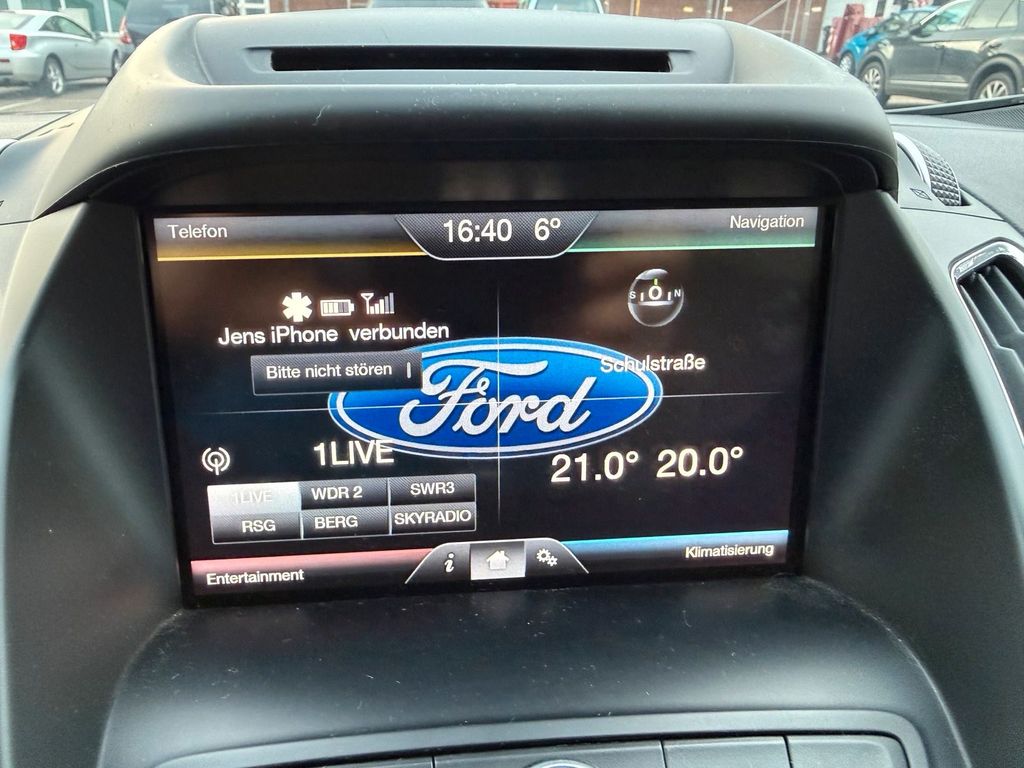 Telefon
16:40 6°
Navigation
S O N
Jens iPhone verbunden
Bitte nicht stören
Schulstraße
Ford
1LIVE
21.0° 20.0°
1LIVE WDR 2 SWR3
RSG BERG SKYRADIO
Entertainment
i
Klimatisierung